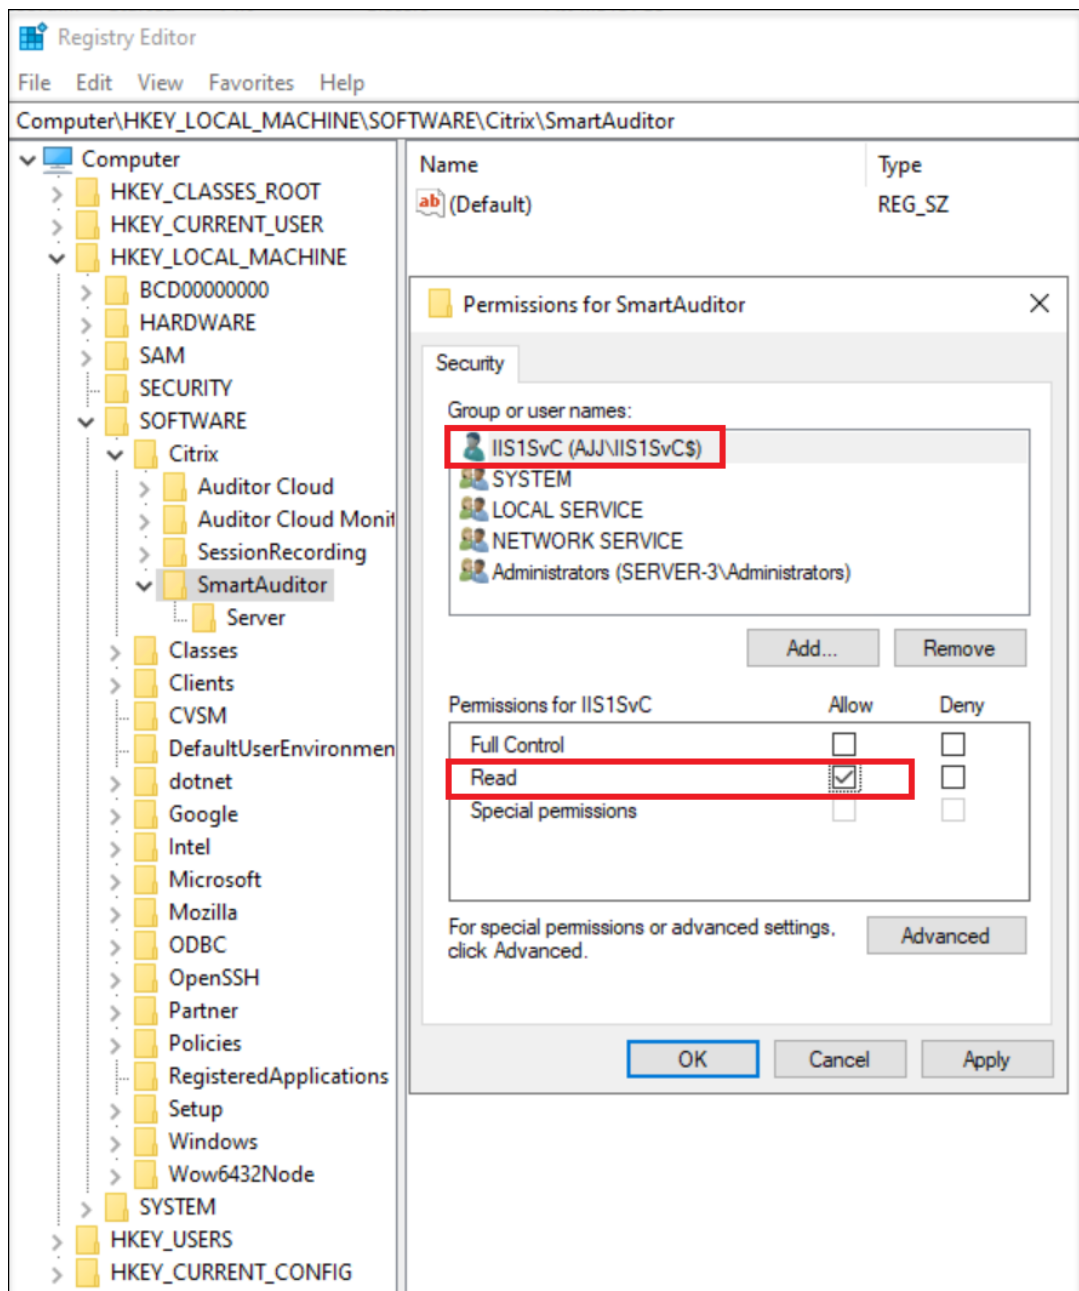 Registry Editor
File Edit View Favorites Help
Computer\HKEY_LOCAL_MACHINE\SOFTWARE\Citrix\SmartAuditor
Computer
HKEY_CLASSES_ROOT
HKEY_CURRENT_USER
HKEY_LOCAL_MACHINE
BCD00000000
HARDWARE
SAM
SECURITY
SOFTWARE
Citrix
Auditor Cloud
Auditor Cloud Monit
SessionRecording
SmartAuditor
Server
Classes
Clients
CVSM
DefaultUserEnvironmen
dotnet
Google
Intel
Microsoft
Mozilla
ODBC
OpenSSH
Partner
Policies
RegisteredApplications
Setup
Windows
Wow6432Node
SYSTEM
HKEY_USERS
HKEY_CURRENT_CONFIG
Name Type
ab (Default) REG_SZ
Permissions for SmartAuditor
Security
Group or user names:
IIS1SvC (AJJ\IIS1SvC$)
SYSTEM
LOCAL SERVICE
NETWORK SERVICE
Administrators (SERVER-3\Administrators)
Add... Remove
Permissions for IIS1SvC Allow Deny
Full Control
Read
Special permissions
For special permissions or advanced settings,
click Advanced.
Advanced
OK Cancel Apply